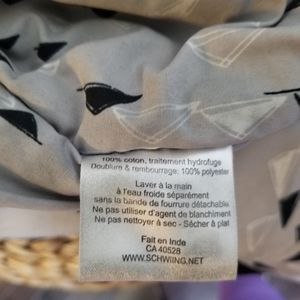 100% coton, traitement hydrofuge
Doublure & rembourrage: 100% polyester
Laver à la main
à l'eau froide séparément
sans la bande de fourrure détachable.
Ne pas utiliser d'agent de blanchiment
Ne pas nettoyer à sec - Sécher à plat
Fait en Inde
CA 40528
WWW.SCHWIING.NET